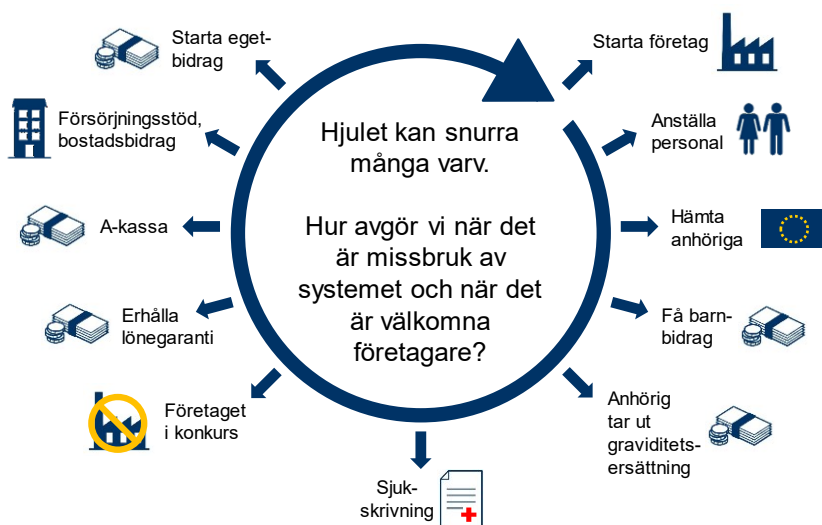 Starta företag
Anställa
personal
Hämta
anhöriga
Få barn-
bidrag
Anhörig
tar ut
graviditets-
ersättning
Sjuk-
skrivning
Företaget
i konkurs
Erhålla
lönegaranti
A-kassa
Försörjningsstöd,
bostadsbidrag
Starta eget-
bidrag
Hjulet kan snurra
många varv.
Hur avgör vi när det
är missbruk av
systemet och när det
är välkomna
företagare?